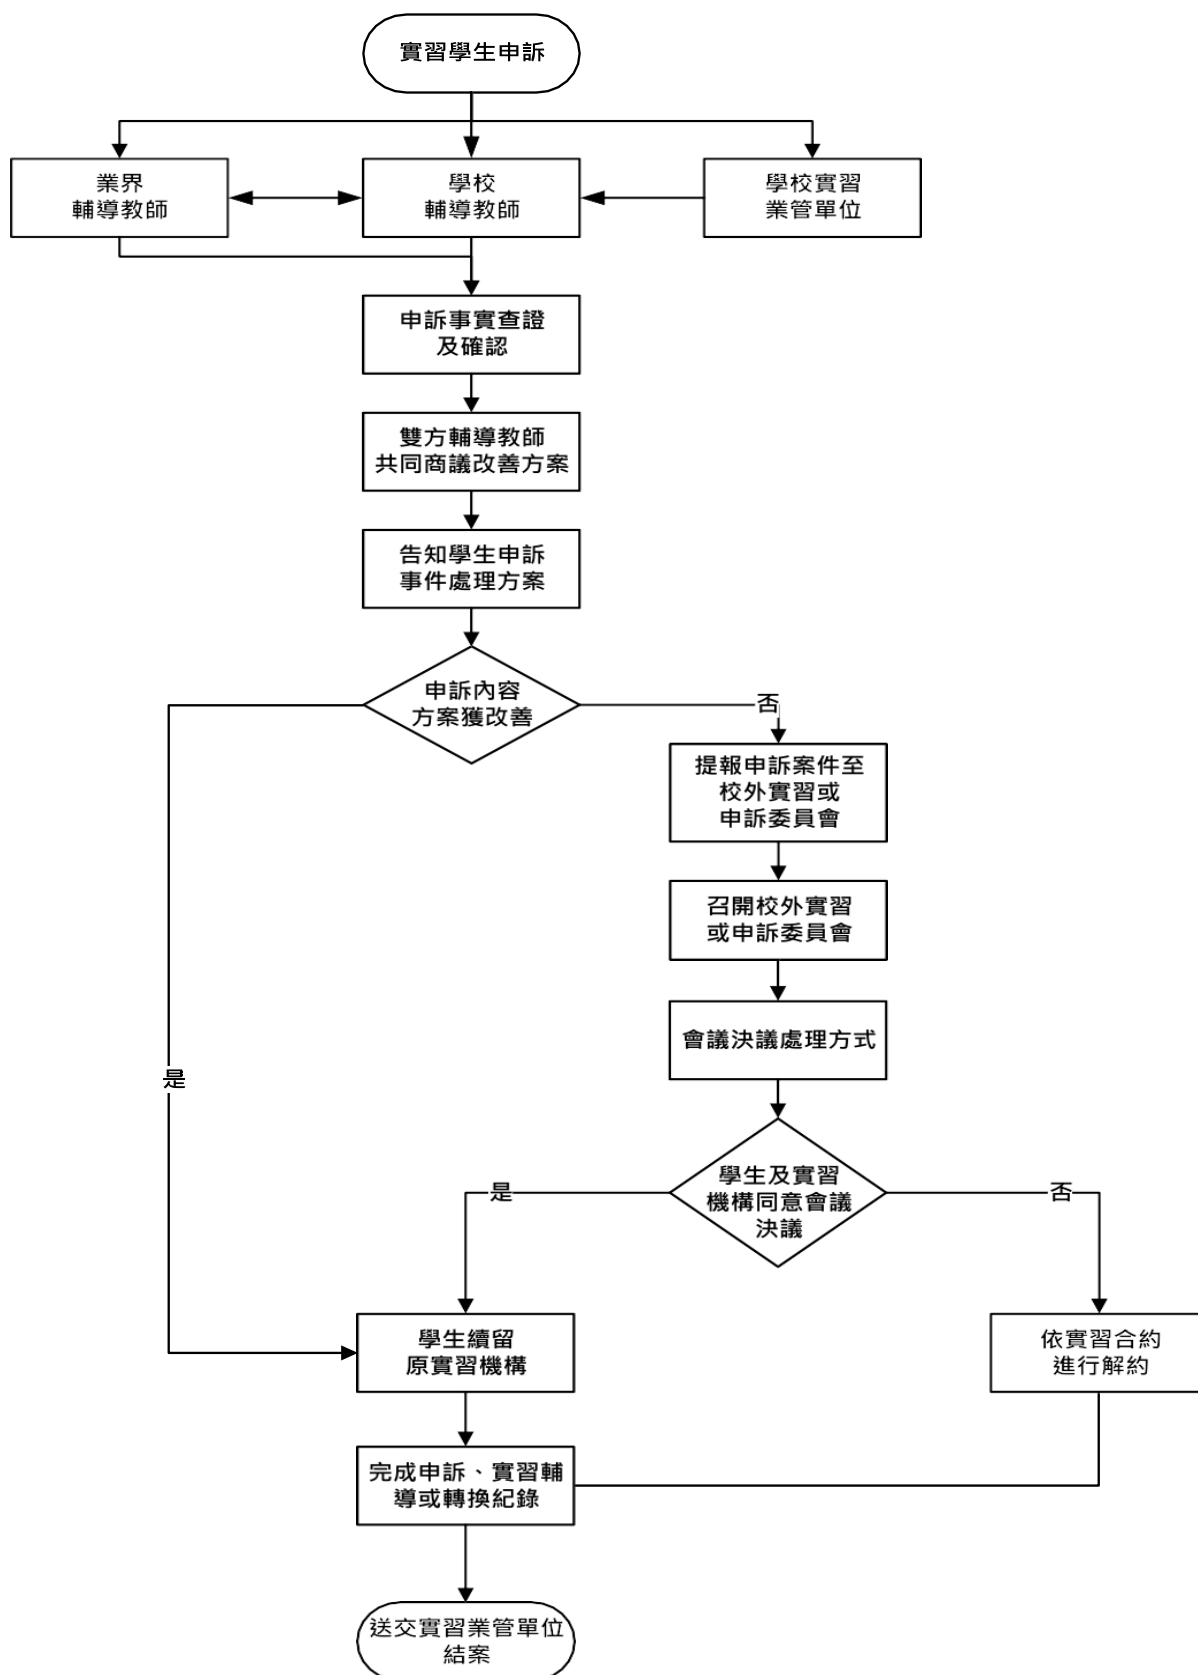 實習學生申訴
業界
輔導教師
學校
輔導教師
學校實習
業管單位
申訴事實查證
及確認
雙方輔導教師
共同商議改善方案
告知學生申訴
事件處理方案
申訴內容
方案獲改善
否
提報申訴案件至
校外實習或
申訴委員會
召開校外實習
或申訴委員會
會議決議處理方式
是
學生及實習
機構同意會議
決議
是
否
學生續留
原實習機構
依實習合約
進行解約
完成申訴、實習輔
導或轉換紀錄
送交實習業管單位
結案